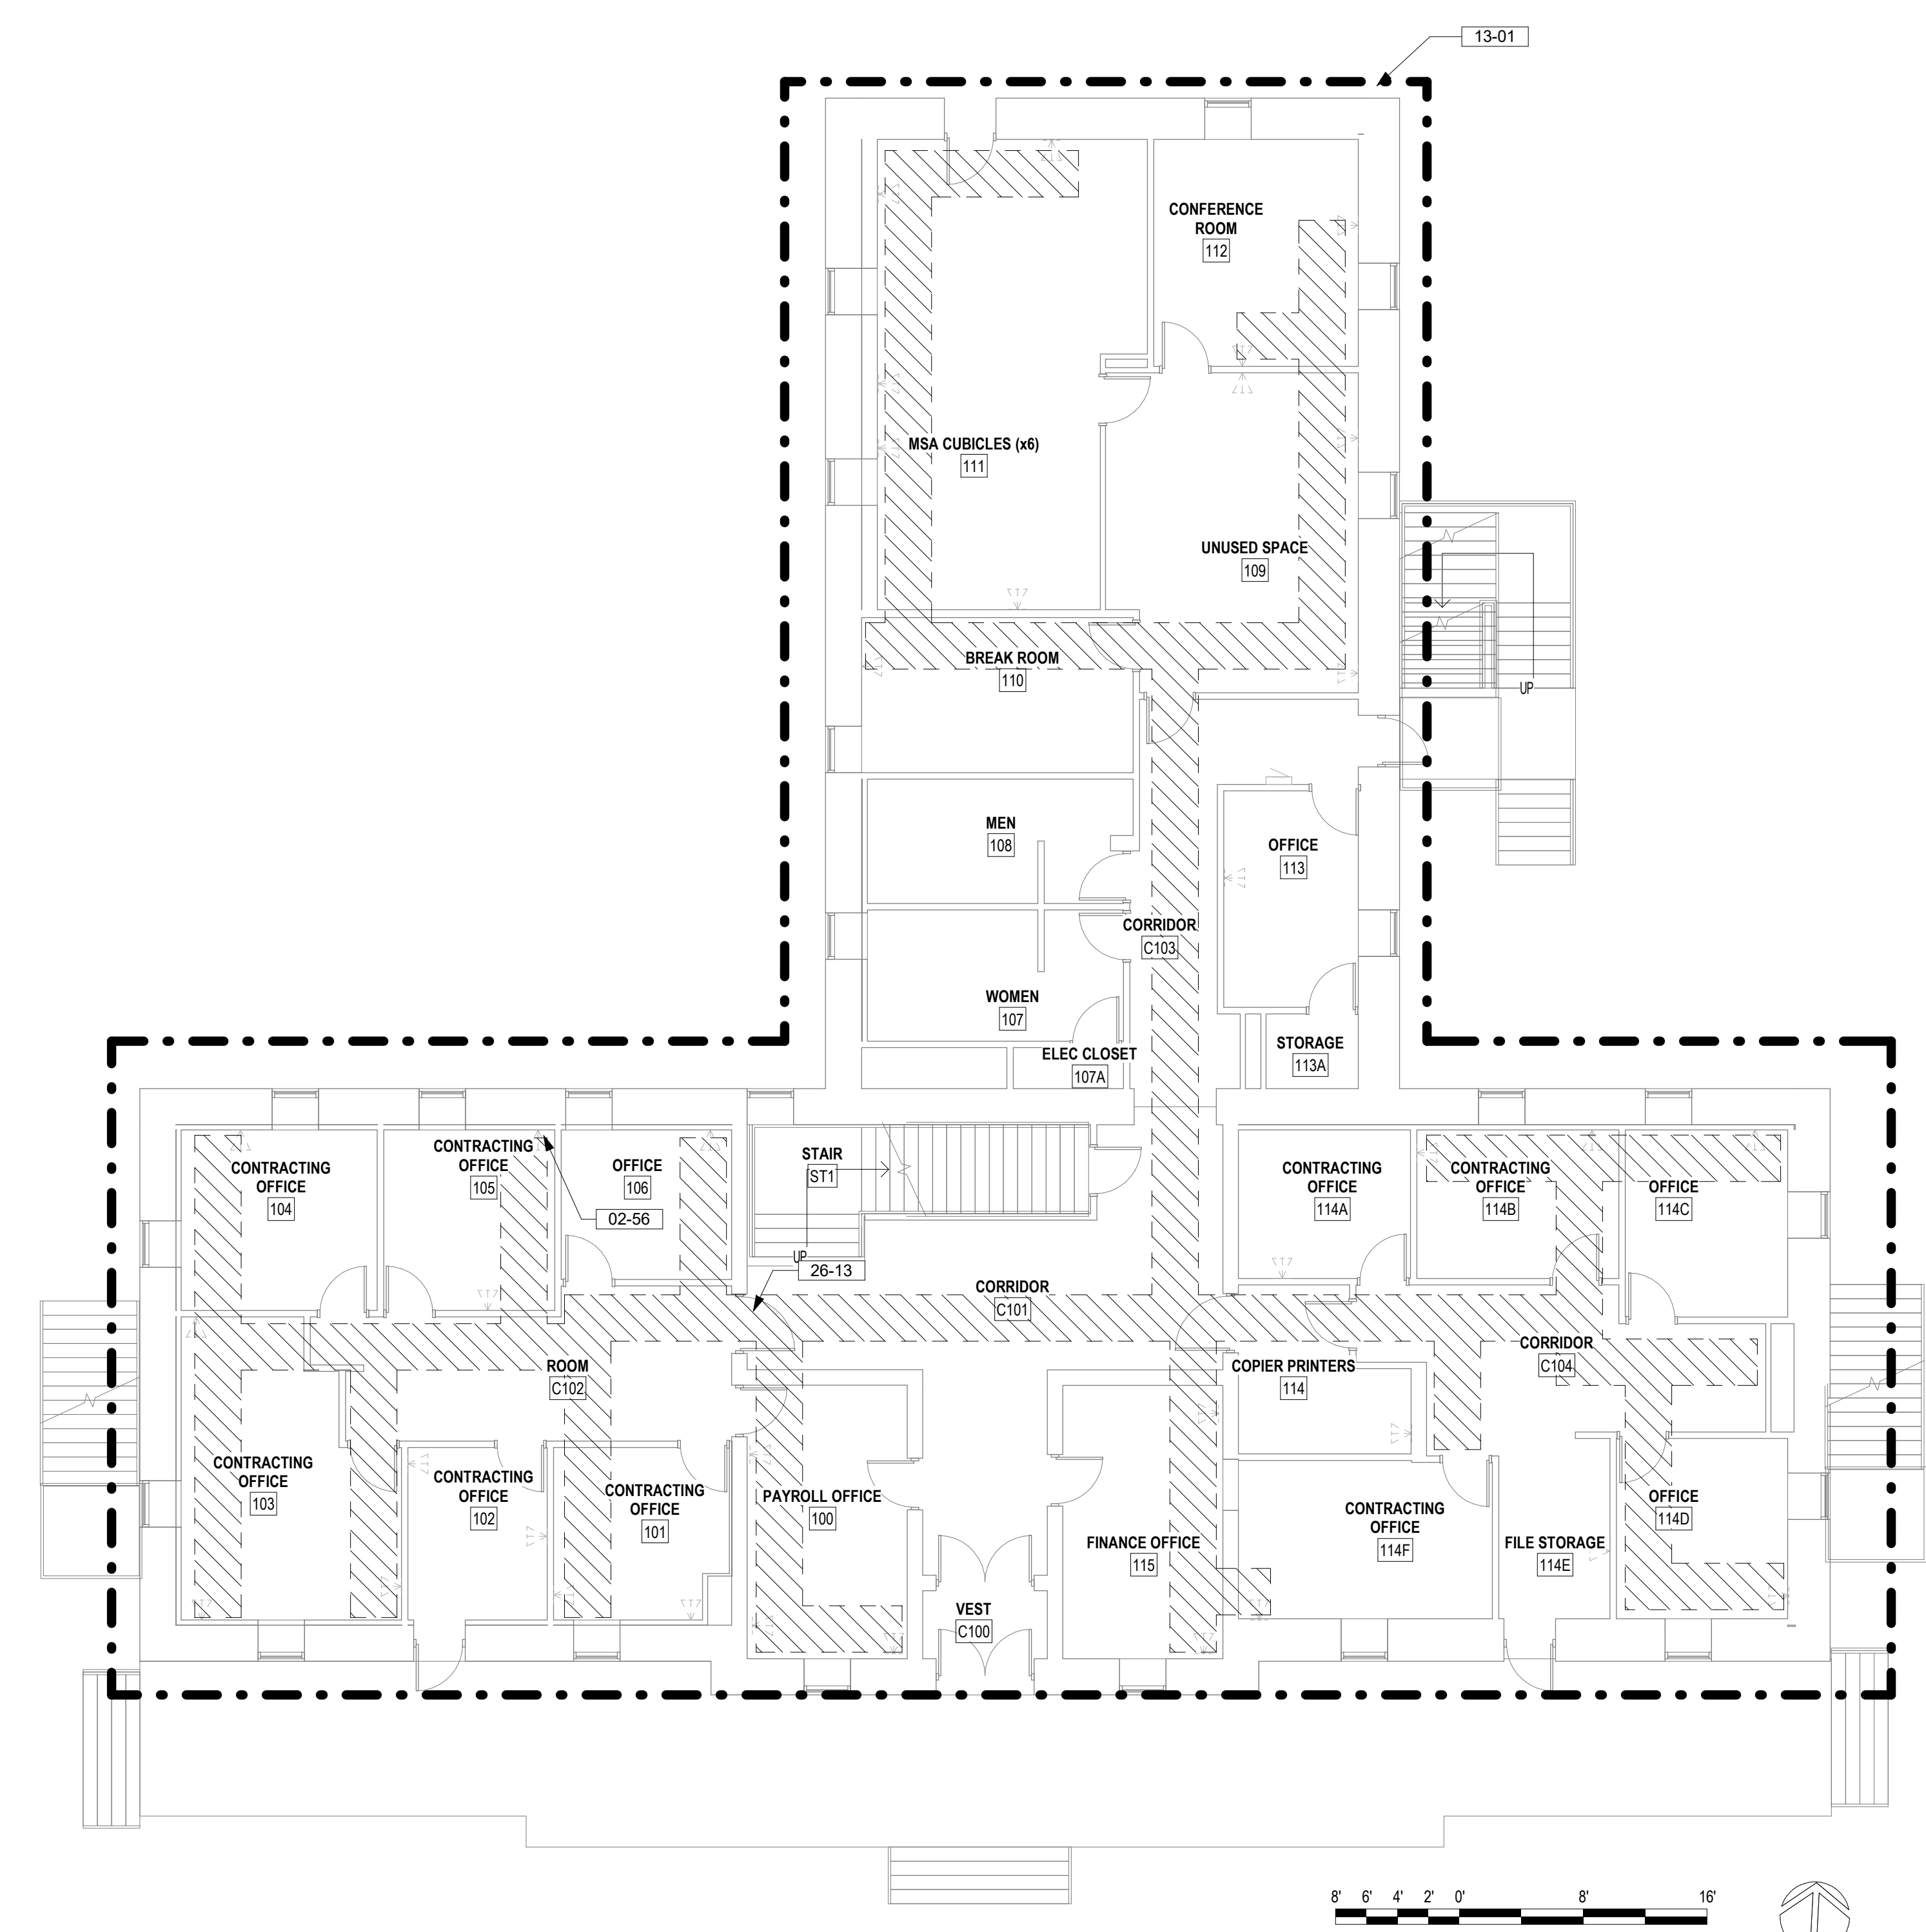 13-01
CONFERENCE
ROOM
112
MSA CUBICLES (x6)
111
UNUSED SPACE
109
BREAK ROOM
110
UP
MEN
108
OFFICE
113
CORRIDOR
C103
WOMEN
107
ELEC CLOSET
107A
STORAGE
113A
CONTRACTING
OFFICE
104
CONTRACTING
OFFICE
105
OFFICE
106
02-56
STAIR
ST1
UP
26-13
CONTRACTING
OFFICE
114A
CONTRACTING
OFFICE
114B
OFFICE
114C
CORRIDOR
C101
ROOM
C102
COPIER PRINTERS
114
CORRIDOR
C104
CONTRACTING
OFFICE
103
CONTRACTING
OFFICE
102
CONTRACTING
OFFICE
101
PAYROLL OFFICE
100
FINANCE OFFICE
115
CONTRACTING
OFFICE
114F
FILE STORAGE
114E
OFFICE
114D
VEST
C100
8' 6' 4' 2' 0' 8' 16'